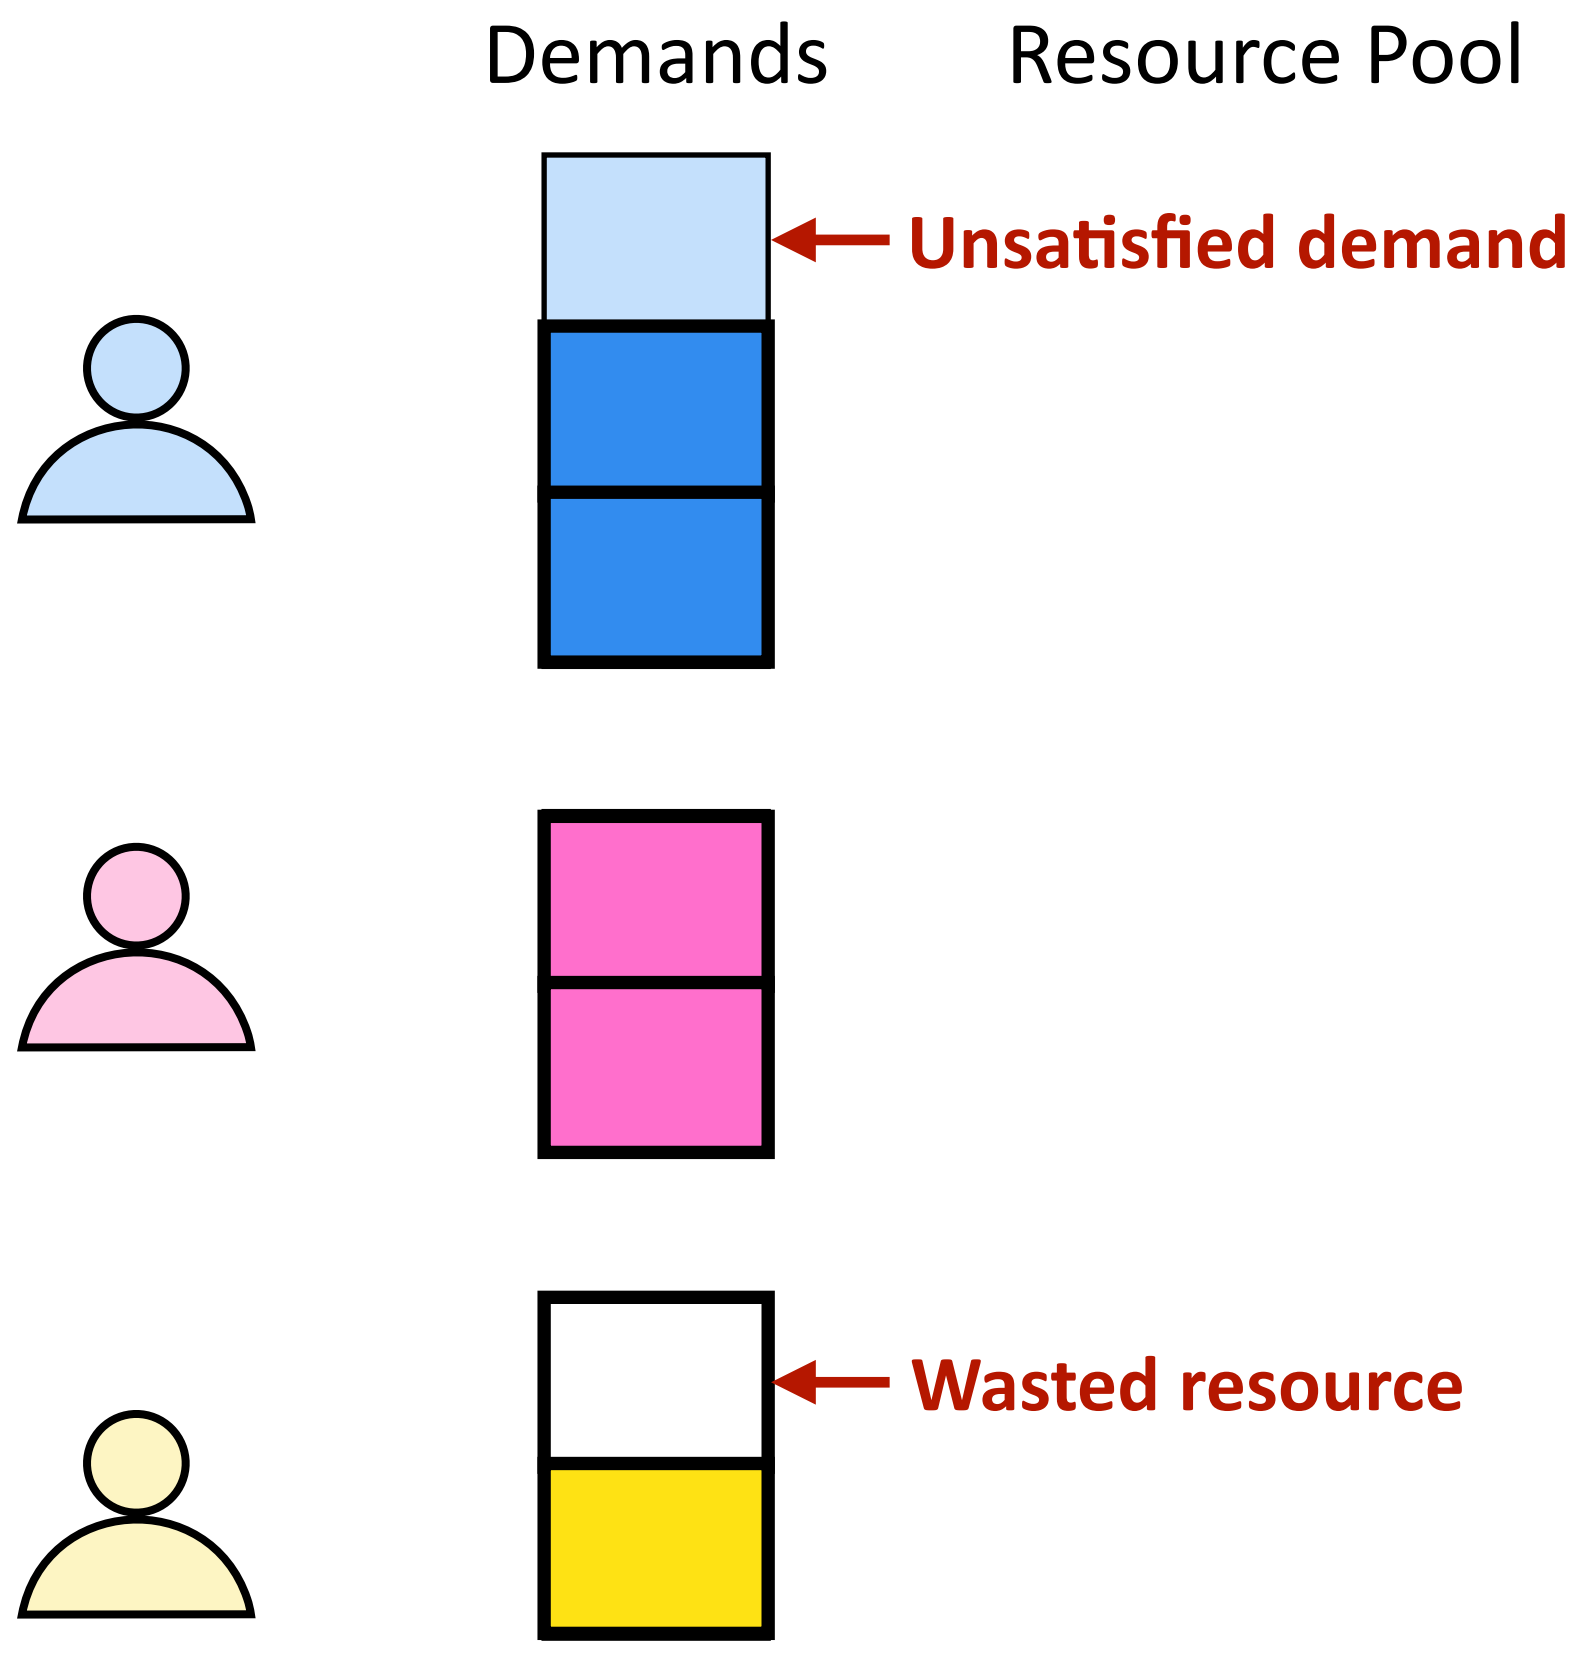 Demands
Resource Pool
Unsatisfied demand
Wasted resource